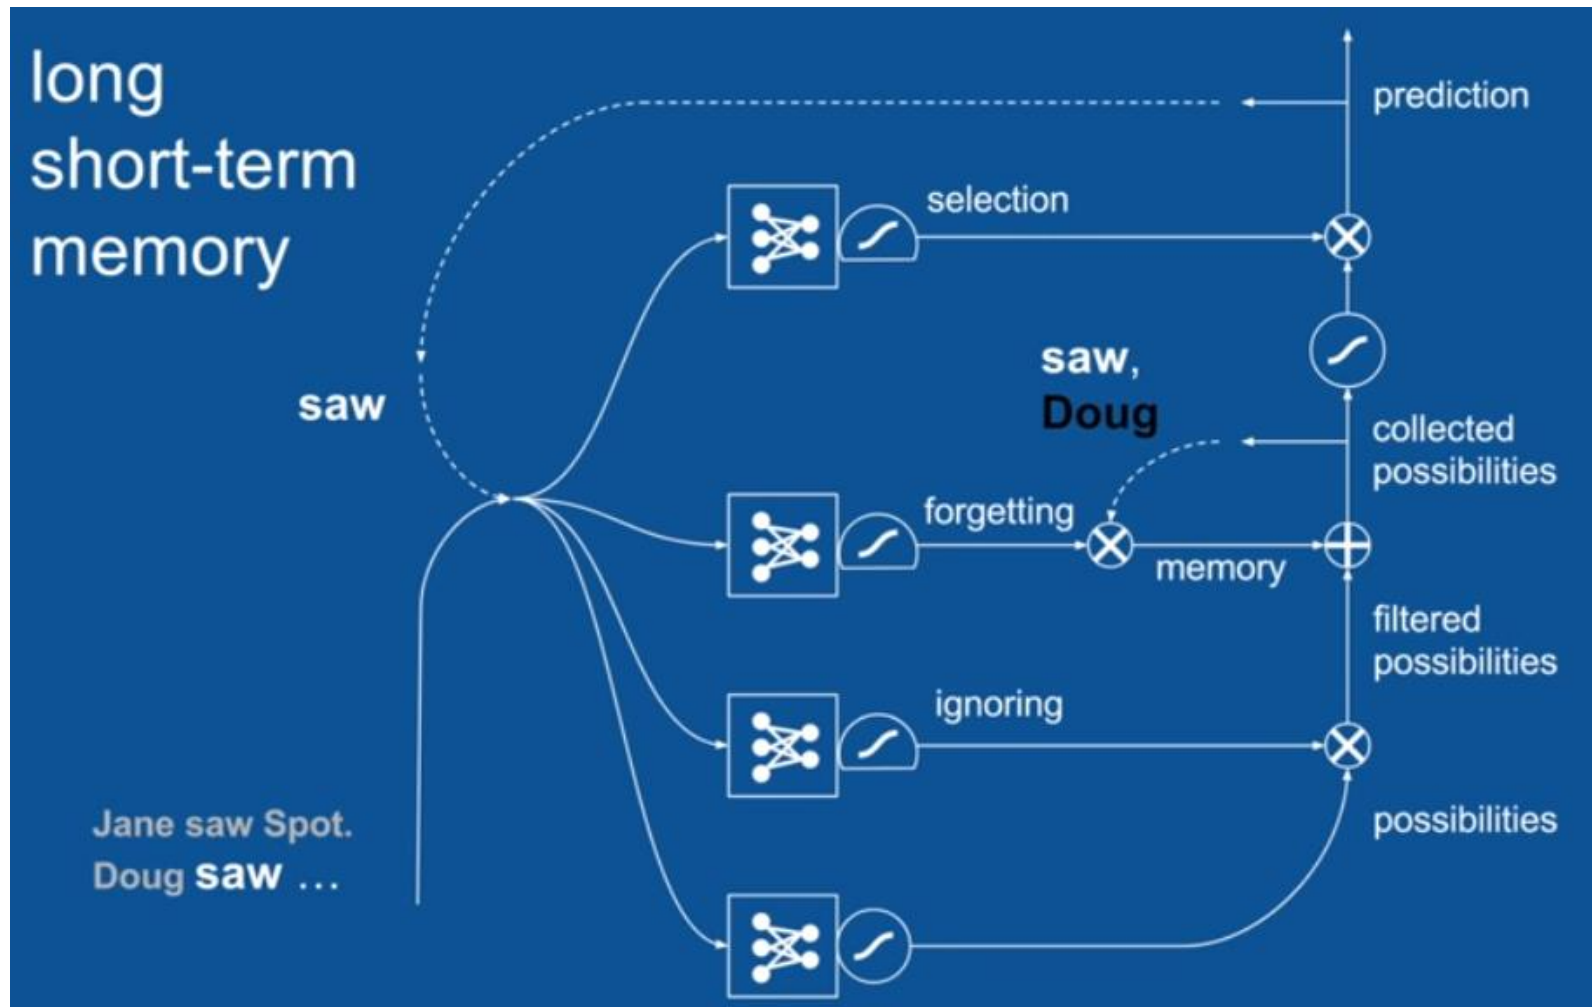 long
short-term
memory
prediction
selection
saw,
Doug
saw
collected
possibilities
forgetting
memory
filtered
possibilities
ignoring
Jane saw Spot.
Doug saw ...
possibilities